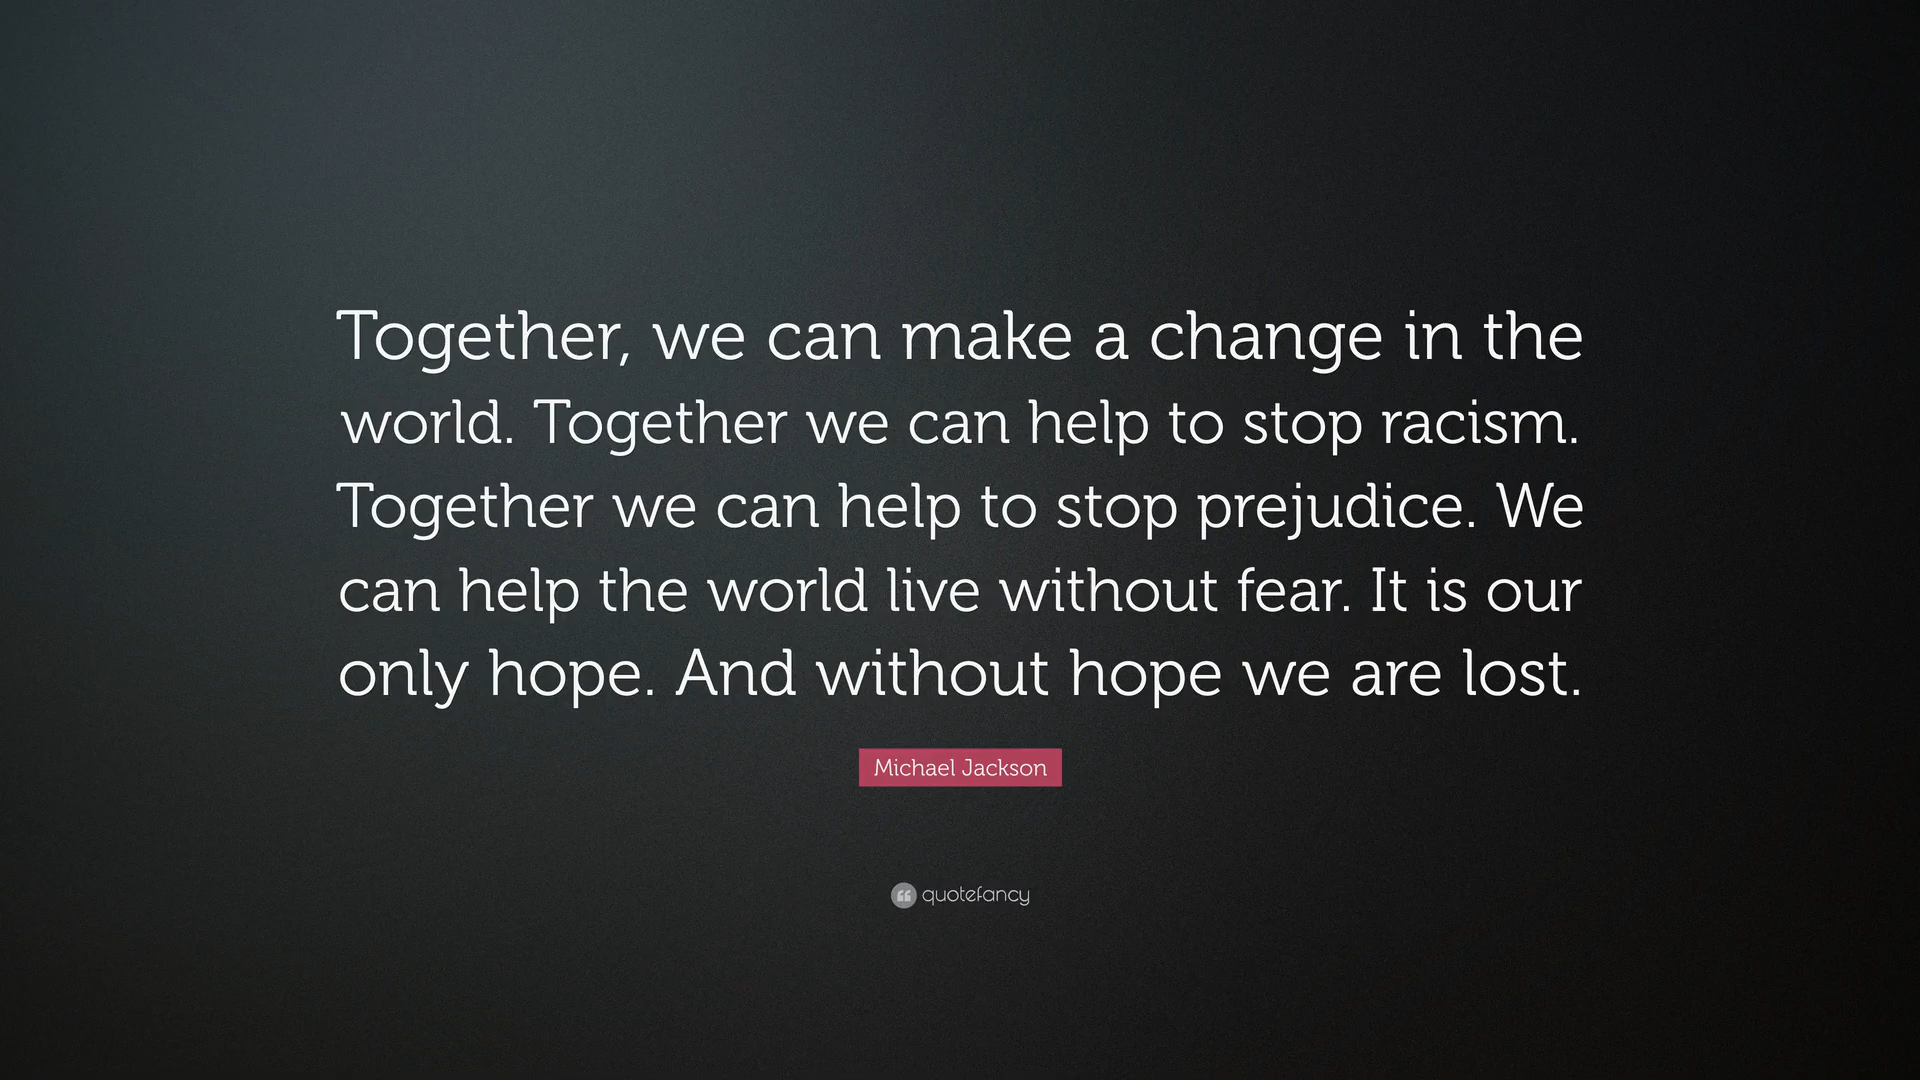 Together, we can make a change in the
world. Together we can help to stop racism.
Together we can help to stop prejudice. We
can help the world live without fear. It is our
only hope. And without hope we are lost.
Michael Jackson
quotefancy